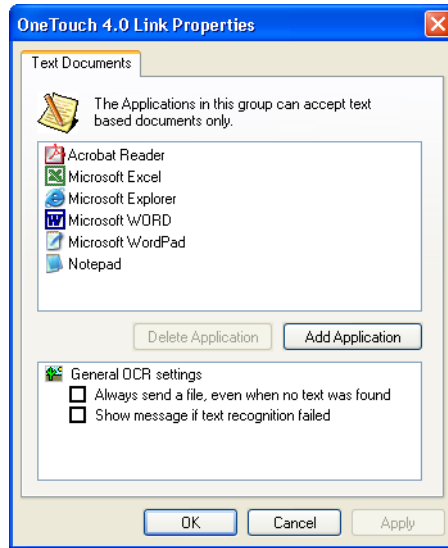 OneTouch 4.0 Link Properties
Text Documents
The Applications in this group can accept text
based documents only.
Acrobat Reader
Microsoft Excel
Microsoft Explorer
Microsoft WORD
Microsoft WordPad
Notepad
Delete Application
Add Application
General OCR settings
Always send a file, even when no text was found
Show message if text recognition failed
OK
Cancel
Apply